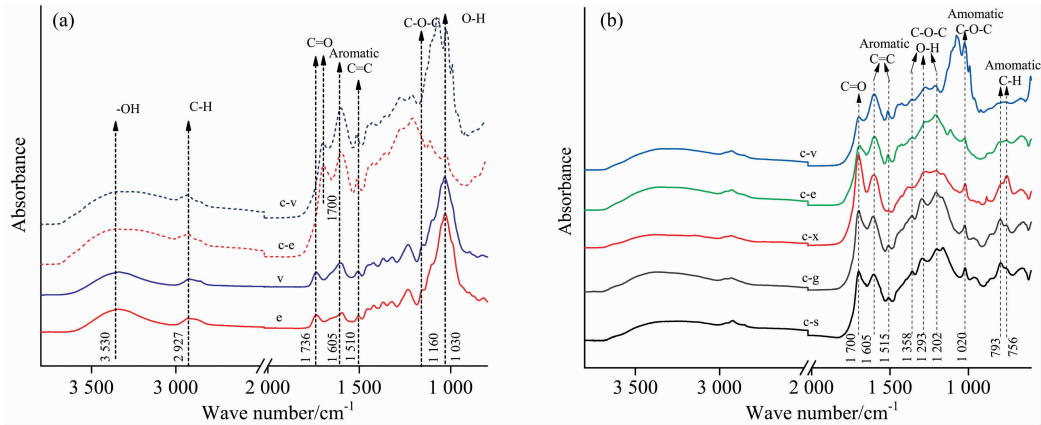 (a)
C-O-C
O-H
C=O
Aromatic
C=C
-OH
C-H
c-v
1700
c-e
v
e
3 330
2 927
1 736
1 605
1 510
1 160
1 030
3 500
3 000
2 000
1 500
1 000
Wave number/cm-1
Absorbance
(b)
Amomatic
C-O-C
C-O-C
O-H
Aromatic
C=C
Amomatic
C-H
C=O
c-v
c-e
c-x
c-g
c-s
1 700
1 605
1 515
1 358
1 293
1 202
1 020
793
756
3 500
3 000
2 000
1 500
1 000
Wave number/cm-1
Absorbance